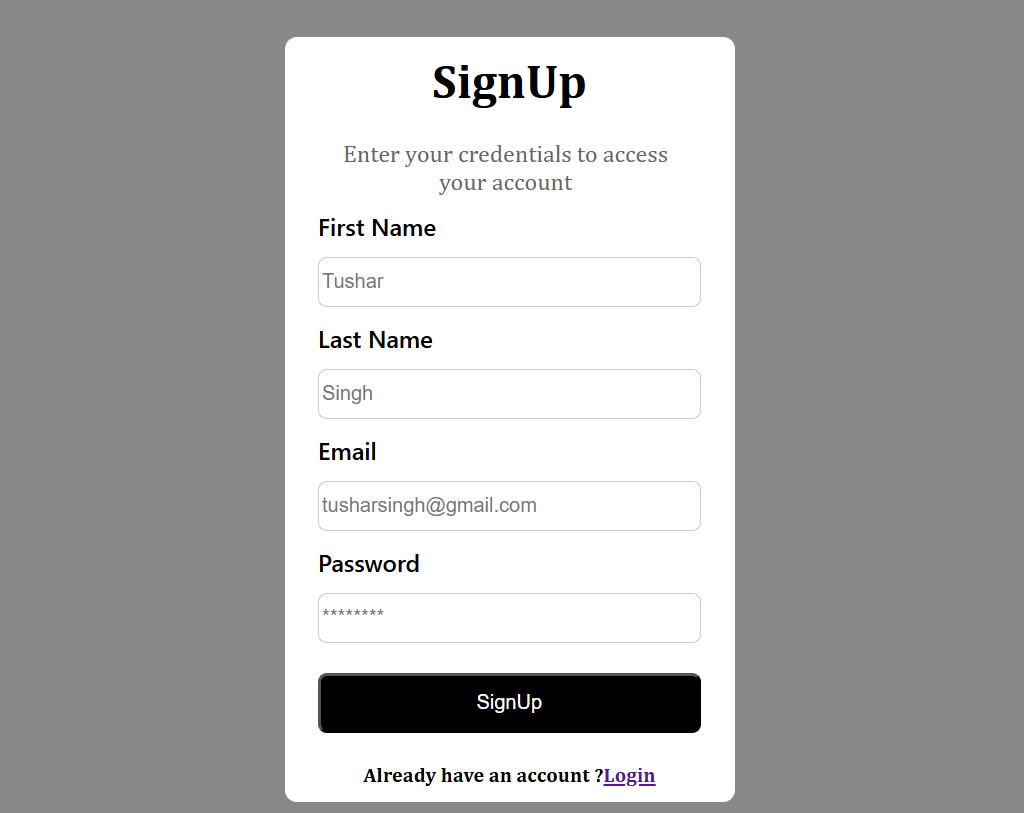 SignUp
Enter your credentials to access
your account
First Name
Tushar
Last Name
Singh
Email
tusharsingh@gmail.com
Password
********
SignUp
Already have an account ?Login